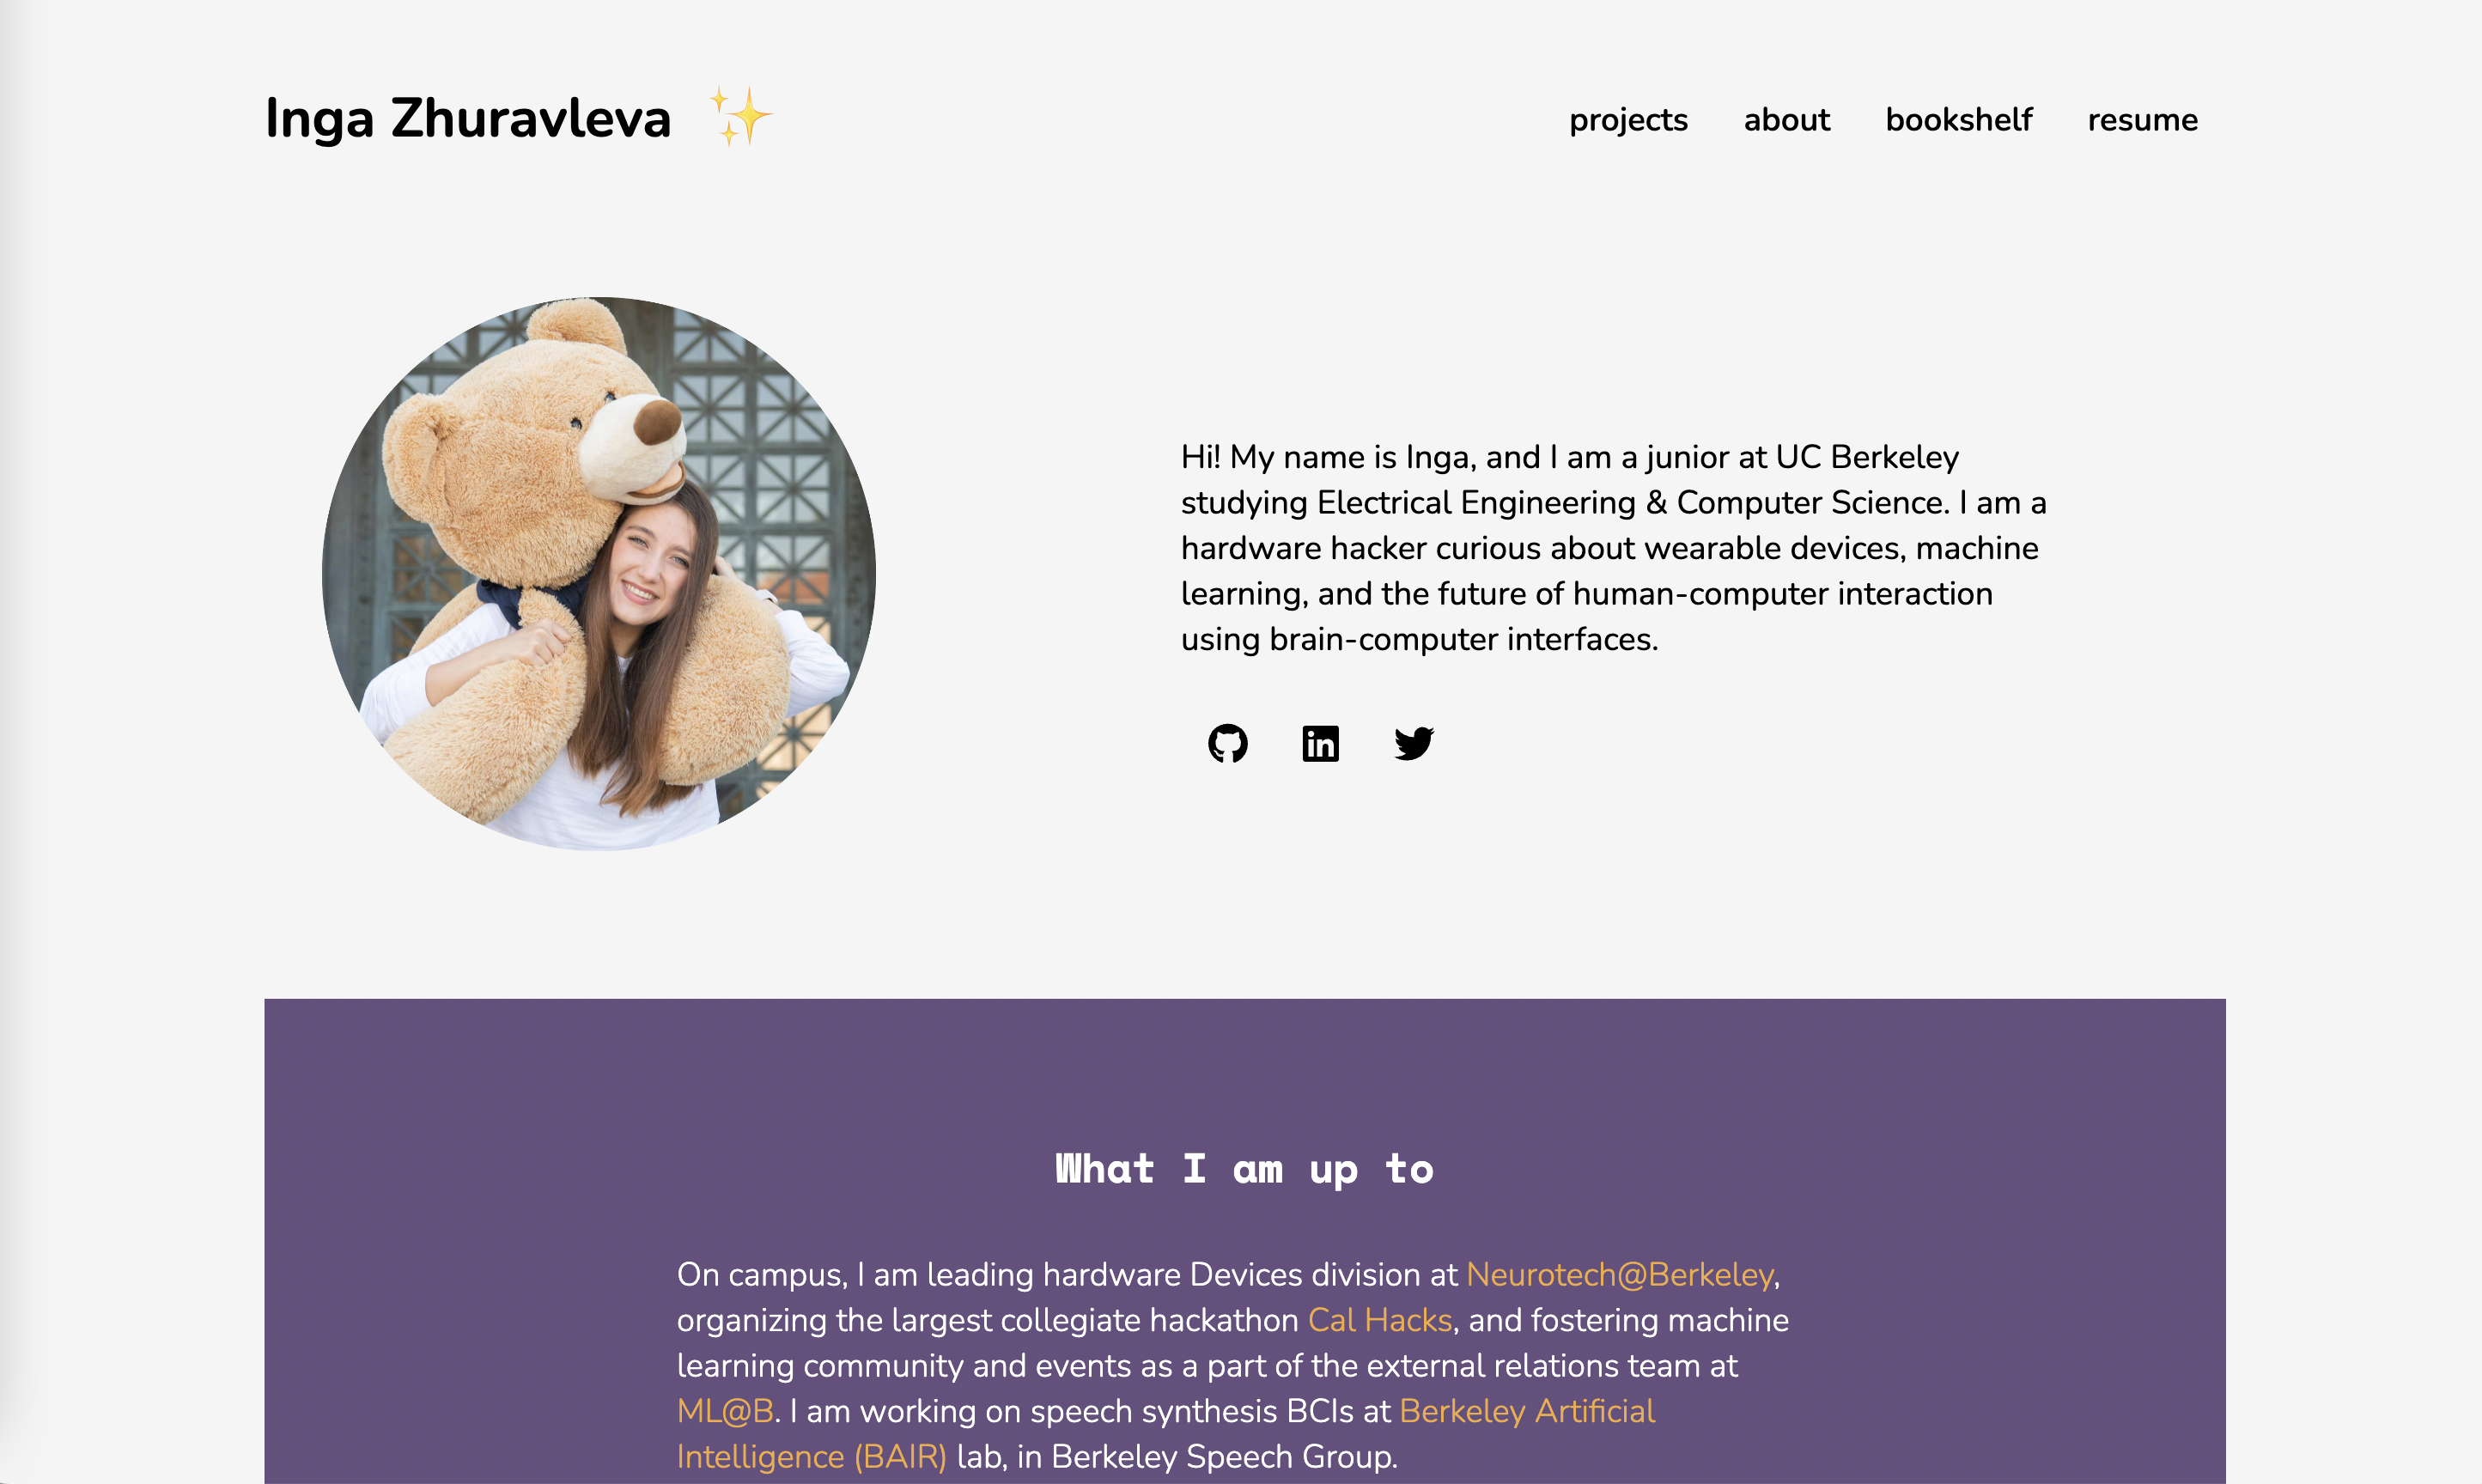 Inga Zhuravleva ✨
projects about bookshelf resume
Hi! My name is Inga, and I am a junior at UC Berkeley
studying Electrical Engineering & Computer Science. I am a
hardware hacker curious about wearable devices, machine
learning, and the future of human-computer interaction
using brain-computer interfaces.
in
What I am up to
On campus, I am leading hardware Devices division at Neurotech@Berkeley,
organizing the largest collegiate hackathon Cal Hacks, and fostering machine
learning community and events as a part of the external relations team at
ML@B. I am working on speech synthesis BCIs at Berkeley Artificial
Intelligence (BAIR) lab, in Berkeley Speech Group.